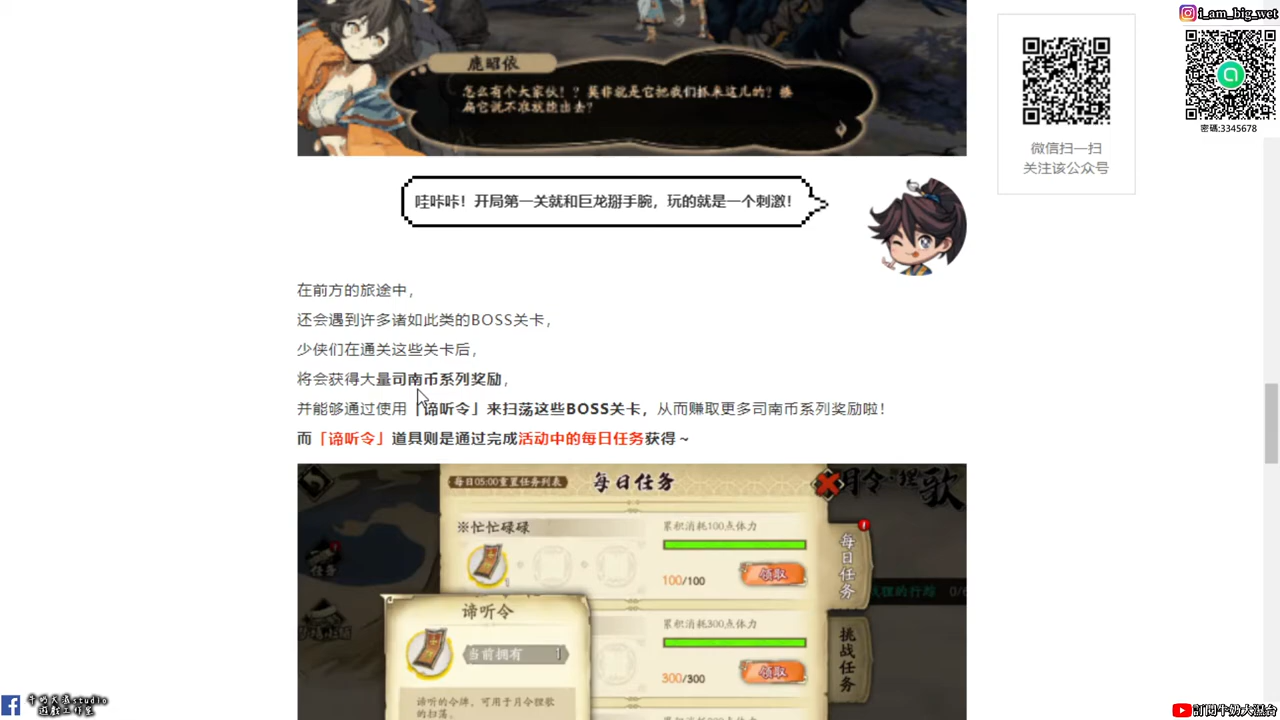 i_am_big_wet
鹿昭依
怎么有个大家伙！？莫非就是它把我们抓来这儿的？揍
扁它说不准就能出去？
密碼:3345678
微信扫一扫
关注该公众号
哇咔咔！开局第一关就和巨龙掰手腕，玩的就是一个刺激！
在前方的旅途中，
还会遇到许多诸如此类的BOSS关卡，
少侠们在通关这些关卡后，
将会获得大量司南币系列奖励，
并能够通过使用「谛听令」来扫荡这些BOSS关卡，从而赚取更多司南币系列奖励啦！
而「谛听令」道具则是通过完成活动中的每日任务获得～
每日05:00重置任务列表
每日任务
月令·狸歌
※忙忙碌碌
累积消耗100点体力
1
100/100
领取
每日任务
任务
谛听令
累积消耗300点体力
当前拥有 1
300/300
领取
挑战任务
谛听的令牌，可用于月令狸歌
的扫荡。